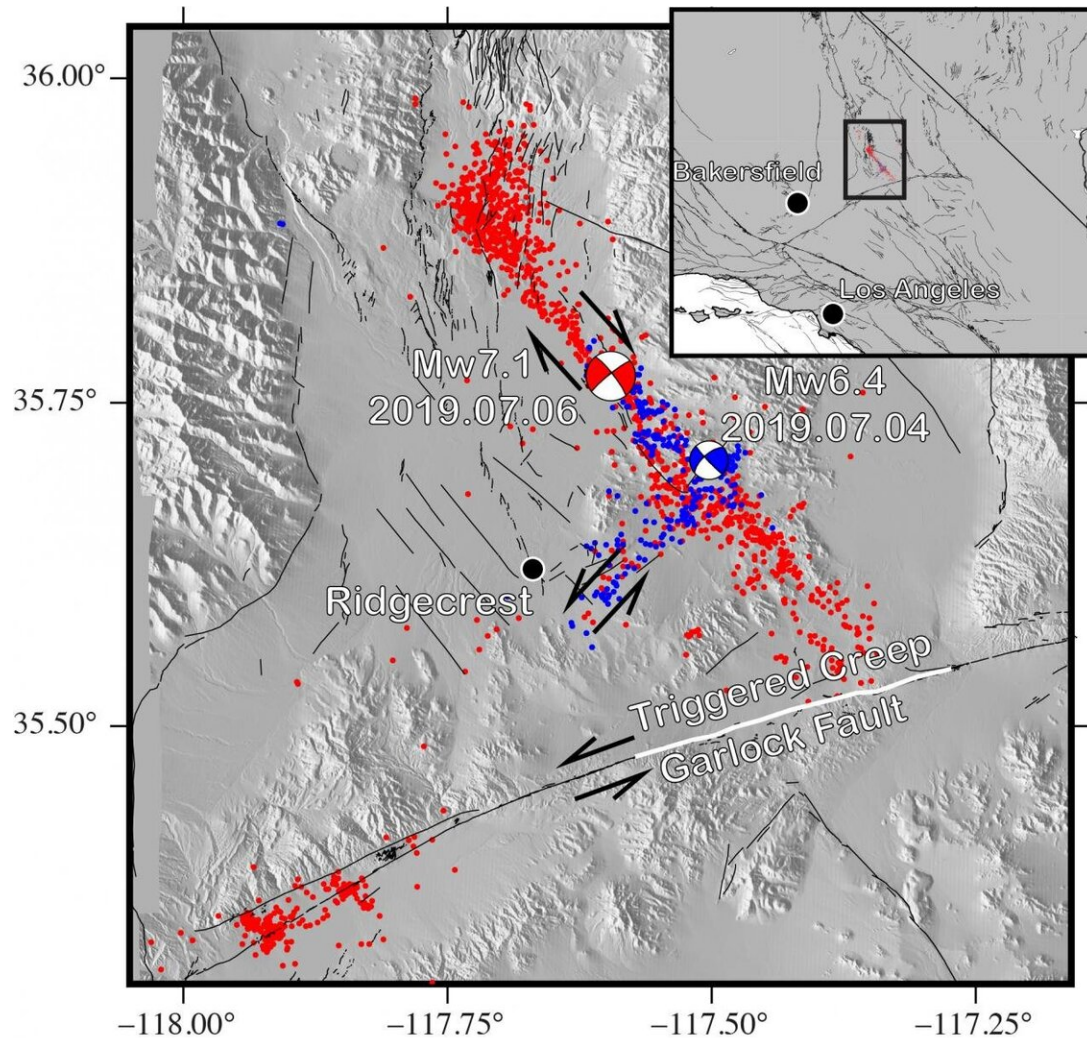 36.00°
35.75°
35.50°
−118.00°
−117.75°
−117.50°
−117.25°
Bakersfield
Los Angeles
Mw7.1
2019.07.06
Mw6.4
2019.07.04
Ridgecrest
Triggered Creep
Garlock Fault